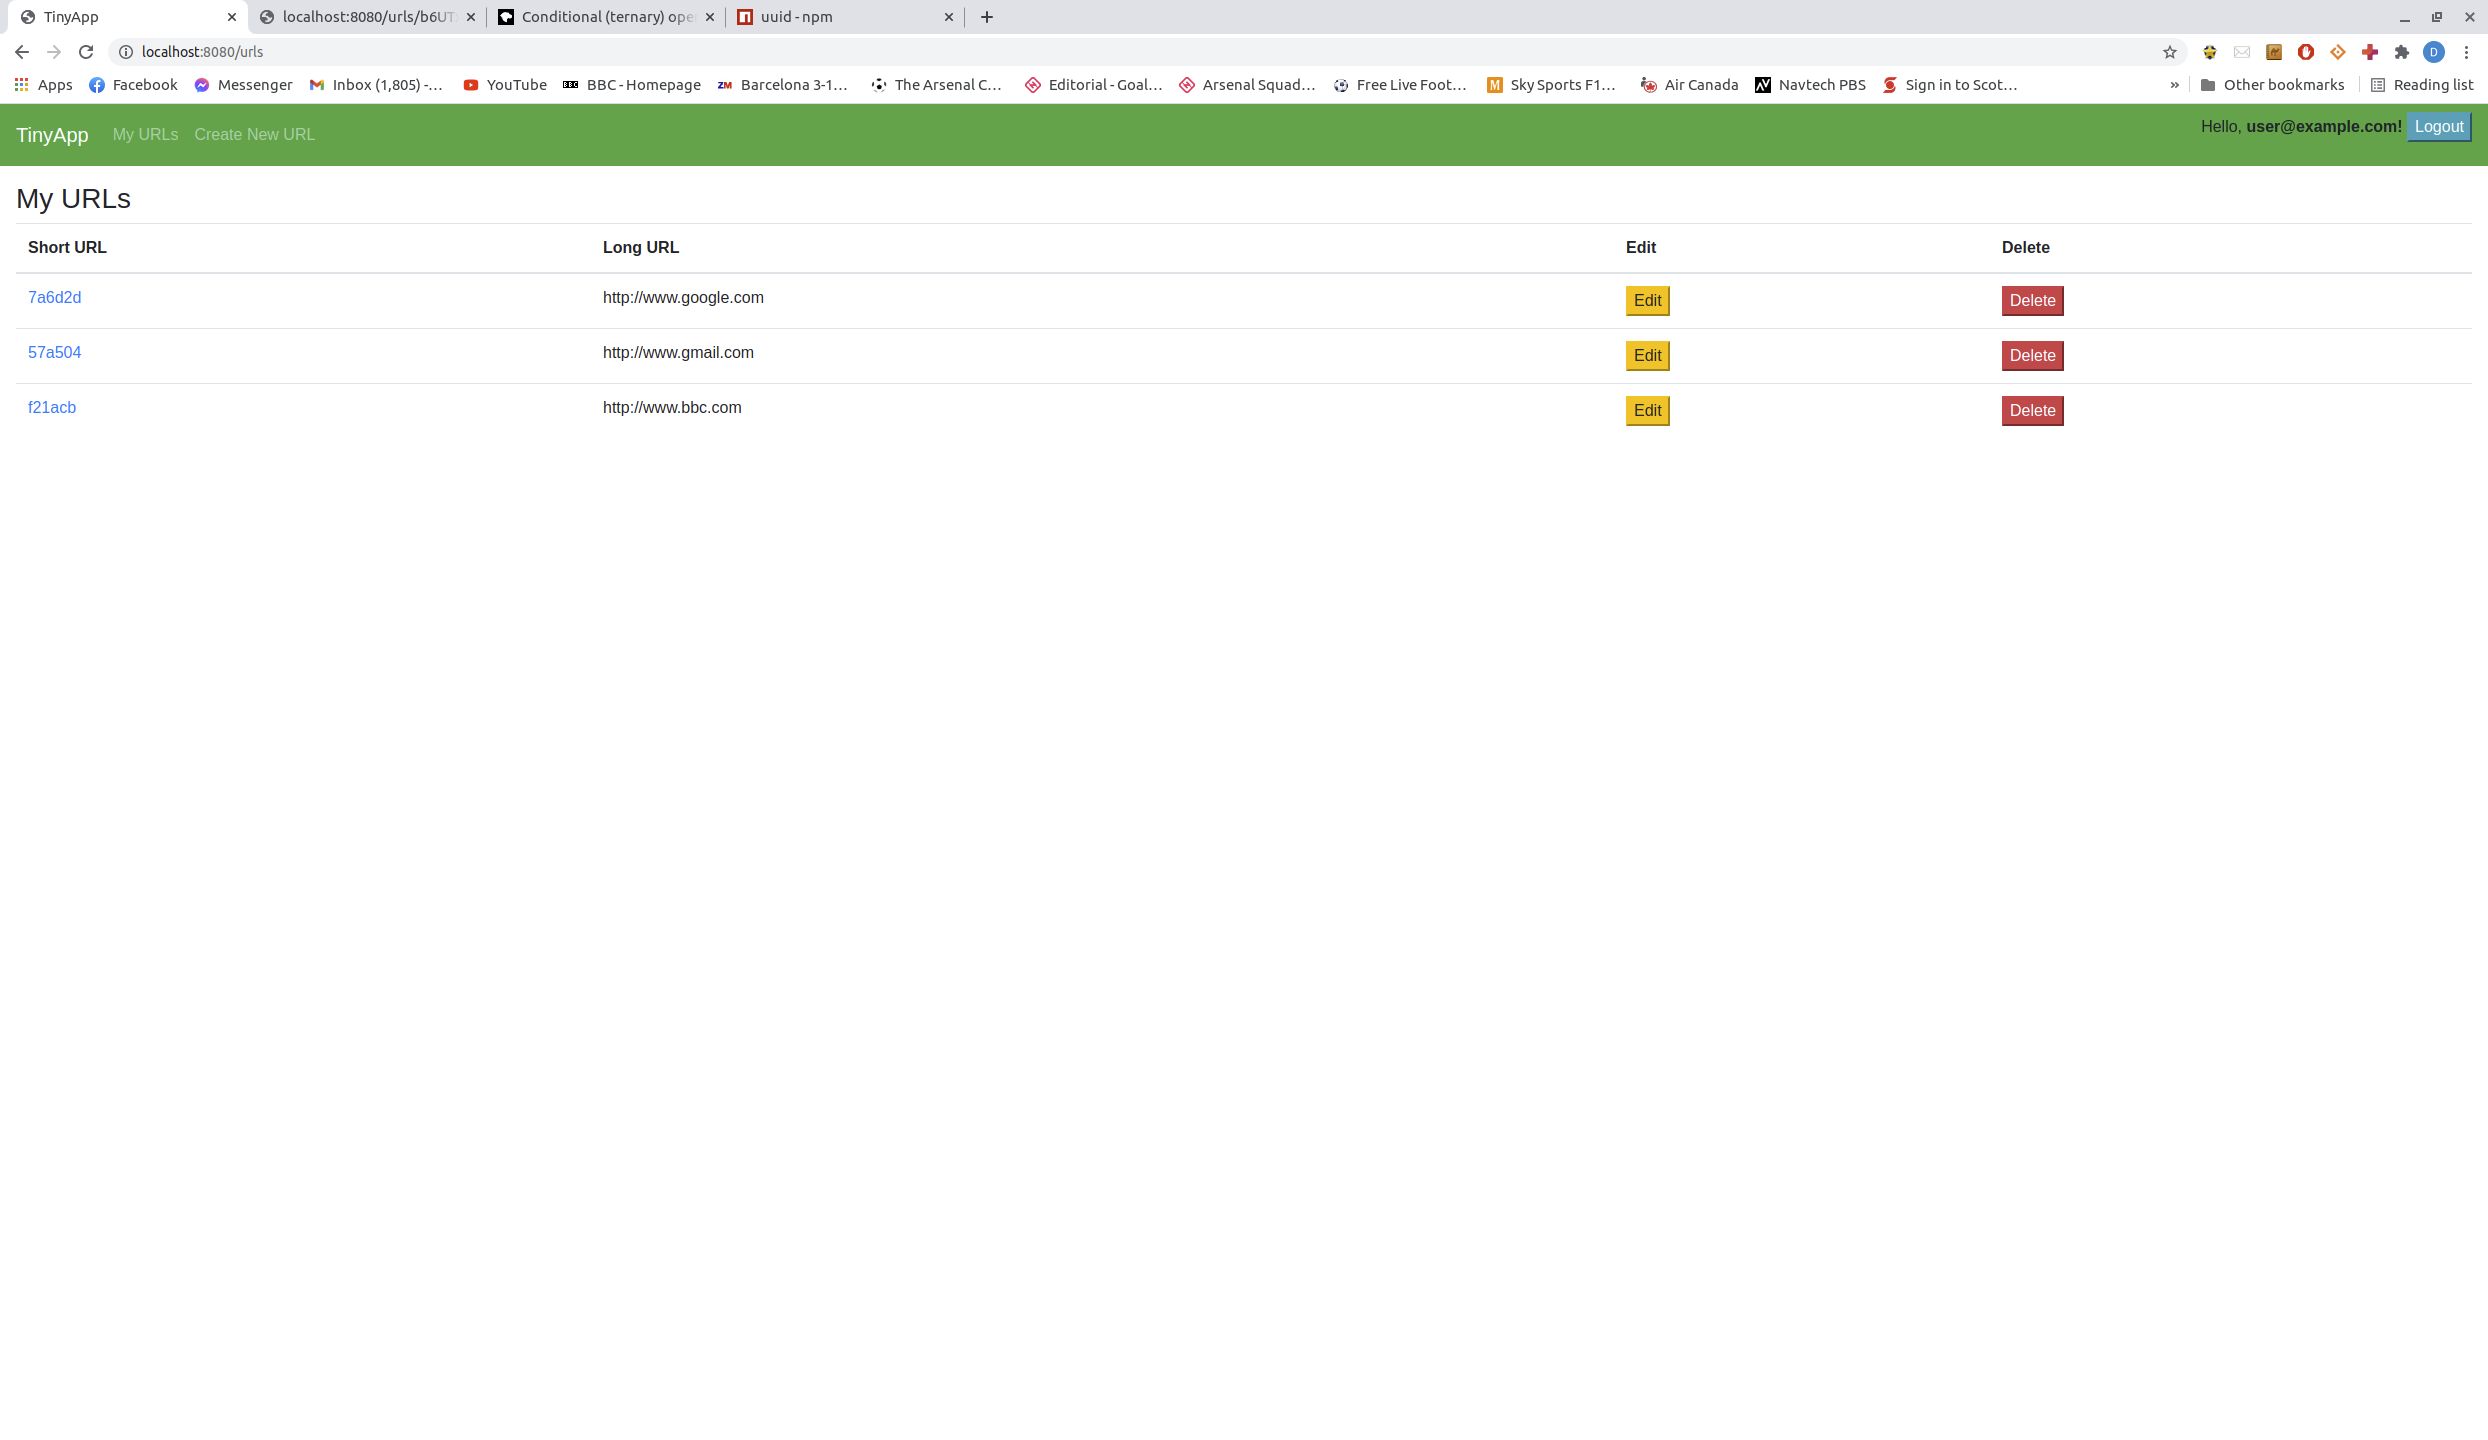 TinyApp
localhost:8080/urls/b6UT
Conditional (ternary) ope
uuid - npm
localhost:8080/urls
Apps Facebook Messenger Inbox (1,805) -... YouTube BBC - Homepage Barcelona 3-1... The Arsenal C... Editorial - Goal... Arsenal Squad... Free Live Foot... Sky Sports F1... Air Canada Navtech PBS Sign in to Scot... » Other bookmarks Reading list
TinyApp My URLs Create New URL Hello, user@example.com! Logout
My URLs
Short URL Long URL Edit Delete
7a6d2d http://www.google.com Edit Delete
57a504 http://www.gmail.com Edit Delete
f21acb http://www.bbc.com Edit Delete